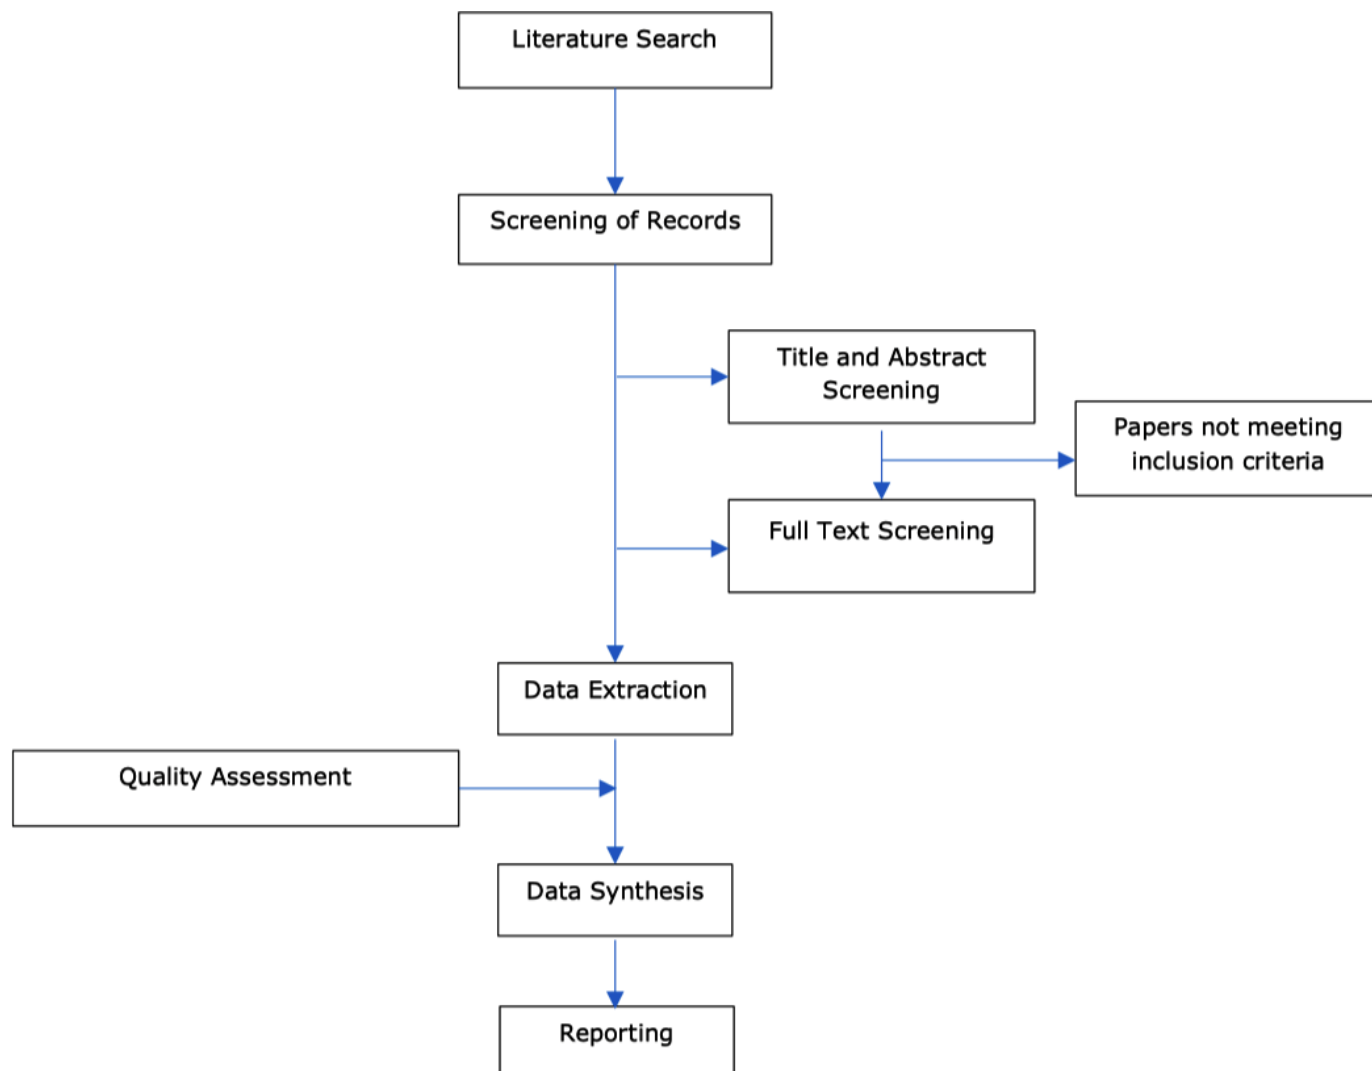 Literature Search
Screening of Records
Title and Abstract
Screening
Papers not meeting
inclusion criteria
Full Text Screening
Data Extraction
Quality Assessment
Data Synthesis
Reporting